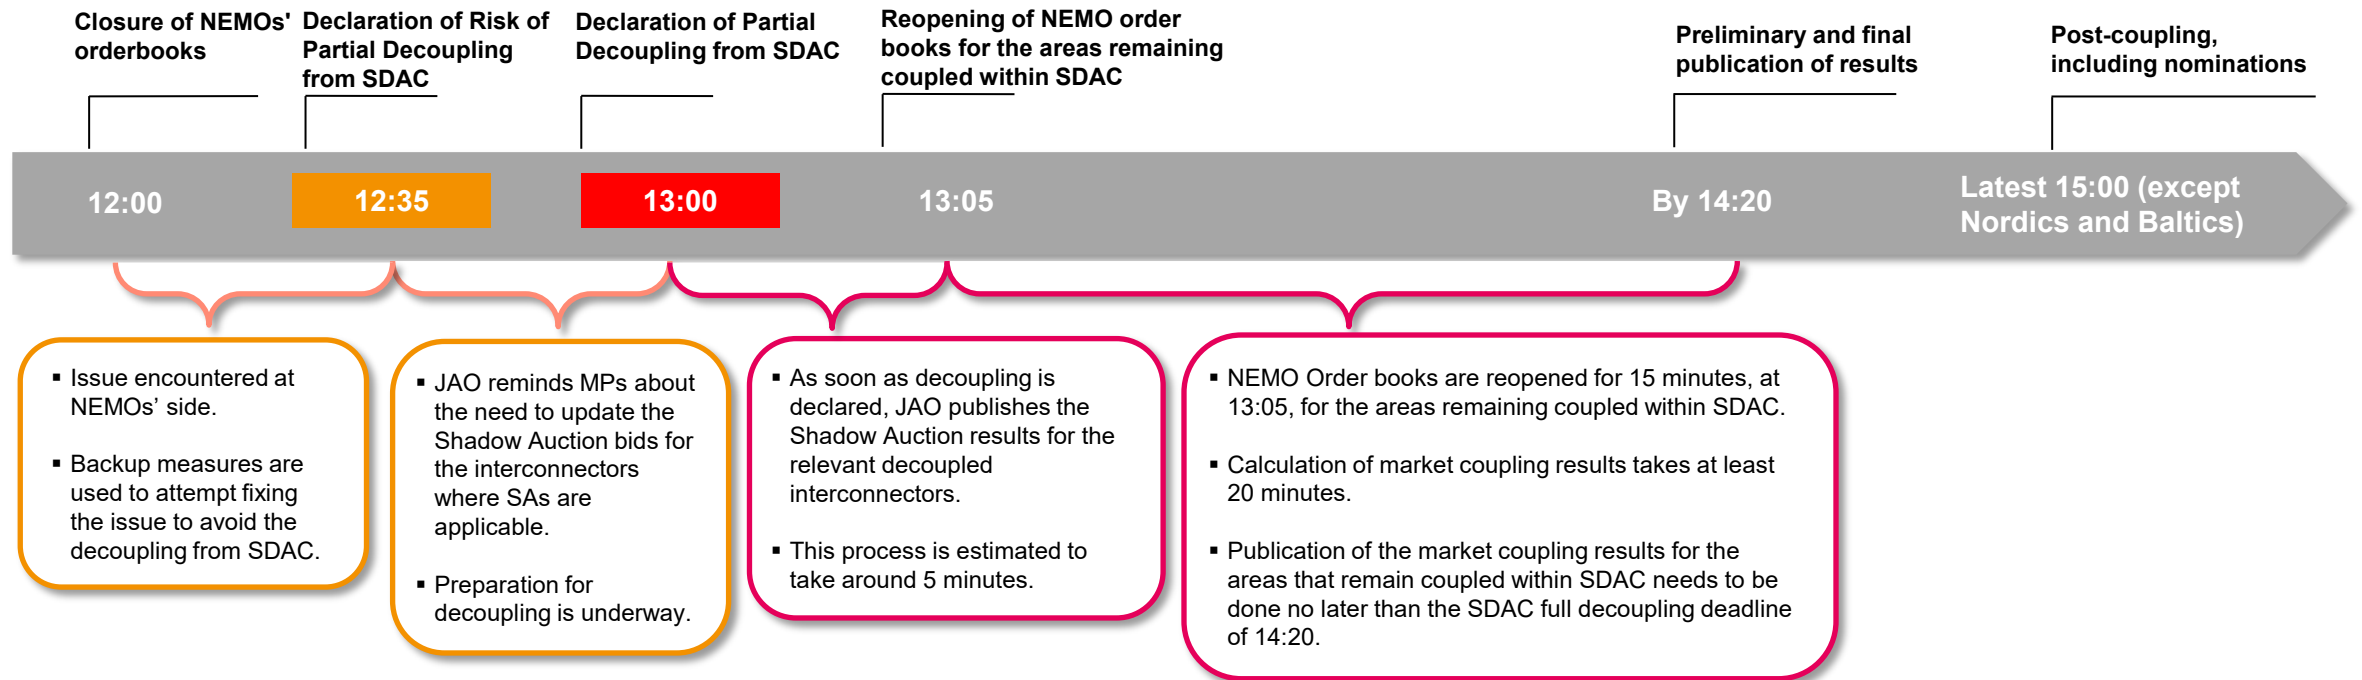 Closure of NEMOs'
orderbooks
Declaration of Risk of
Partial Decoupling
from SDAC
Declaration of Partial
Decoupling from SDAC
Reopening of NEMO order
books for the areas remaining
coupled within SDAC
Preliminary and final
publication of results
Post-coupling,
including nominations
12:00
12:35
13:00
13:05
By 14:20
Latest 15:00 (except
Nordics and Baltics)
▪ Issue encountered at
NEMOs’ side.
▪ Backup measures are
used to attempt fixing
the issue to avoid the
decoupling from SDAC.
▪ JAO reminds MPs about
the need to update the
Shadow Auction bids for
the interconnectors
where SAs are
applicable.
▪ Preparation for
decoupling is underway.
▪ As soon as decoupling is
declared, JAO publishes the
Shadow Auction results for the
relevant decoupled
interconnectors.
▪ This process is estimated to
take around 5 minutes.
▪ NEMO Order books are reopened for 15 minutes, at
13:05, for the areas remaining coupled within SDAC.
▪ Calculation of market coupling results takes at least
20 minutes.
▪ Publication of the market coupling results for the
areas that remain coupled within SDAC needs to be
done no later than the SDAC full decoupling deadline
of 14:20.